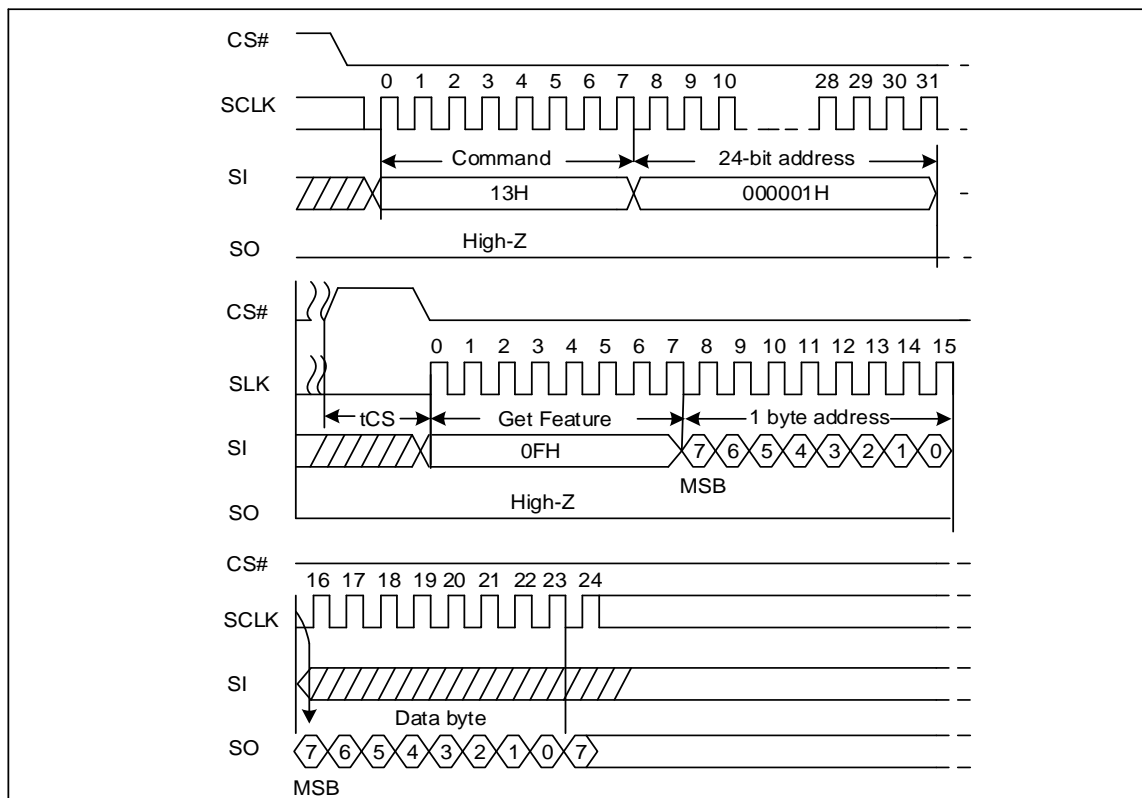 CS#
0 1 2 3 4 5 6 7 8 9 10 28 29 30 31
SCLK
Command 24-bit address
SI
13H 000001H
High-Z
SO
CS#
0 1 2 3 4 5 6 7 8 9 10 11 12 13 14 15
SLK
tCS Get Feature 1 byte address
SI 0FH 7 6 5 4 3 2 1 0
MSB
High-Z
SO
CS#
16 17 18 19 20 21 22 23 24
SCLK
SI
Data byte
SO 7 6 5 4 3 2 1 0 7
MSB